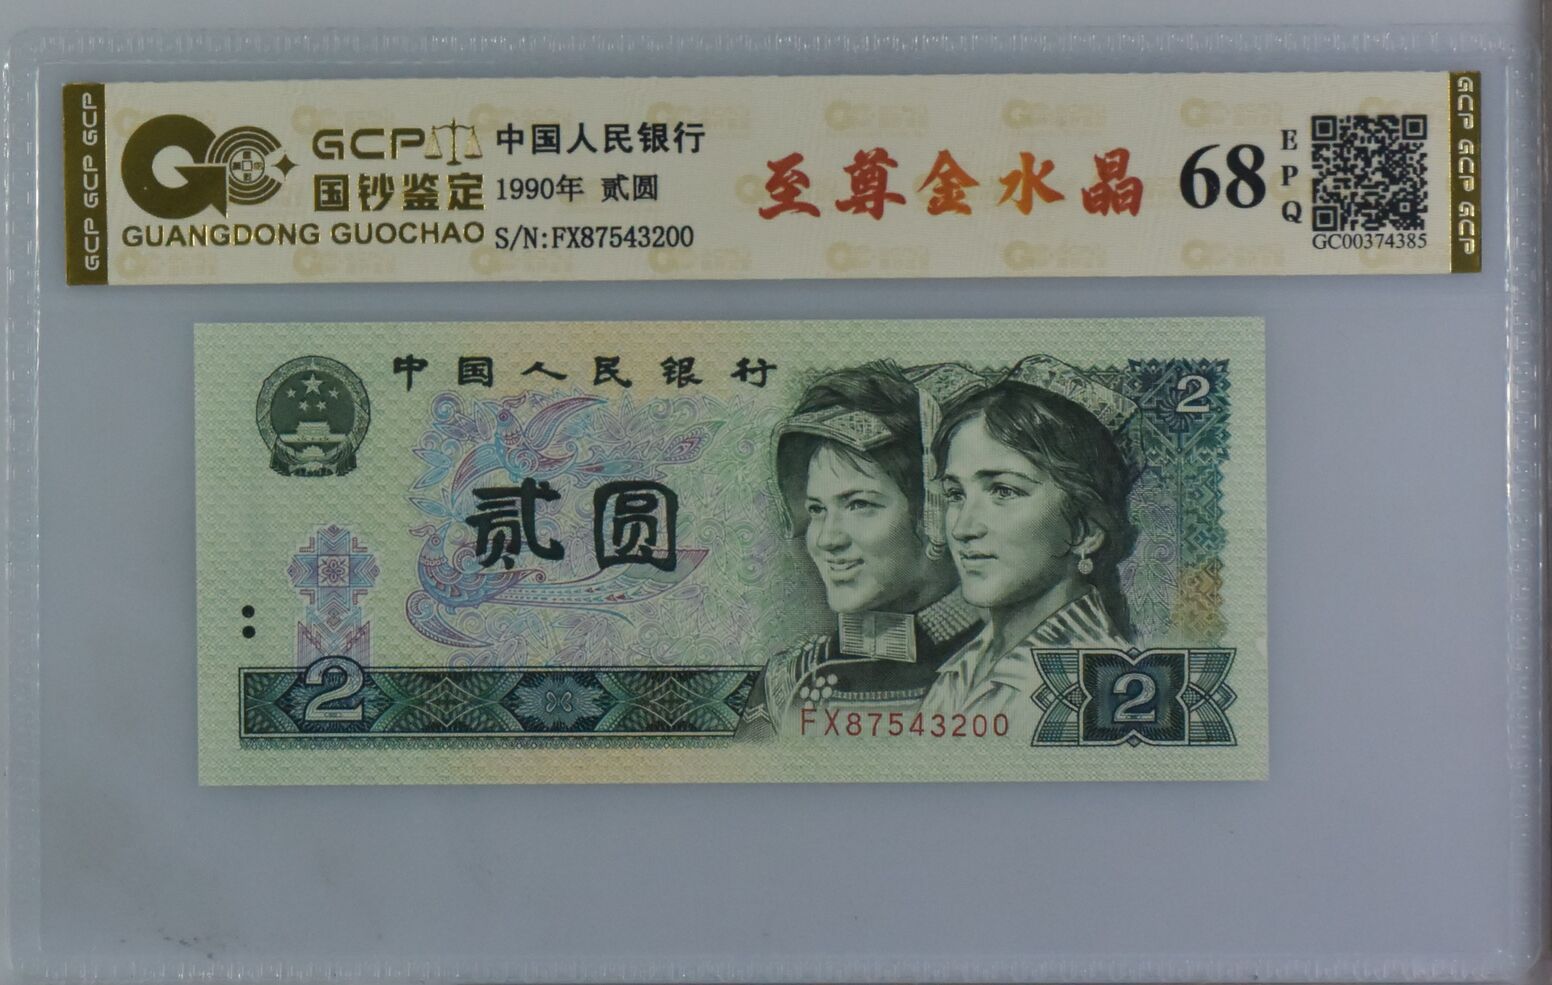 GCP GCP GCP
GCP
国钞鉴定
GUANGDONG GUOCHAO
中国人民银行
1990年 贰圆
S/N:FX87543200
至尊金水晶
68
EPQ
GC00374385
GCP GCP GCP
中国人民银行
2
贰圆
2
FX87543200
2